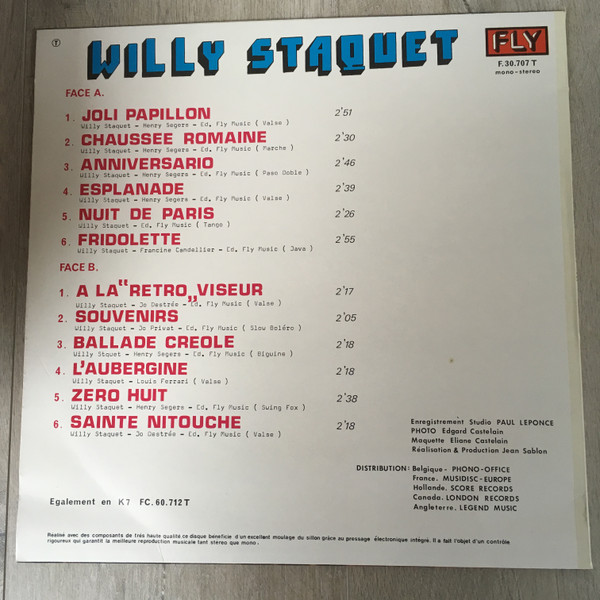 T
WILLY STAQUET
FLY
F.30.707 T
mono-stereo
FACE A.
1. JOLI PAPILLON 2'51
Willy Staquet - Henry Segers - Ed. Fly Music ( Valse )
2. CHAUSSEE ROMAINE 2'30
Willy Staquet - Henry Segers - Ed. Fly Music ( Marche )
3. ANNIVERSARIO 2'46
Willy Staquet - Henry Segers - Ed. Fly Music ( Paso Doble )
4. ESPLANADE 2'39
Willy Staquet - Henry Segers - Ed. Fly Music ( Valse )
5. NUIT DE PARIS 2'26
Willy Staquet - Ed. Fly Music ( Tango )
6. FRIDOLETTE 2'55
Willy Staquet - Francine Candellier - Ed. Fly Music ( Java )
FACE B.
1. A LA "RETRO" VISEUR 2'17
Willy Staquet - Jo Destrée - Ed. Fly Music ( Valse )
2. SOUVENIRS 2'05
Willy Staquet - Jo Privat - Ed. Fly Music ( Slow Boléro )
3. BALLADE CREOLE 2'18
Willy Stquet - Henry Segers - Ed. Fly Music ( Biguine )
4. L'AUBERGINE 2'18
Willy Staquet - Louis Ferrari ( Valse )
5. ZERO HUIT 2'38
Willy Staquet - Henry Segers - Ed. Fly Music ( Swing Fox )
6. SAINTE NITOUCHE 2'18
Willy Staquet - Jo Destrée - Ed. Fly Music ( Valse )
Enregistrement Studio PAUL LEPONCE
PHOTO Edgard Castelain
Maquette Eliane Castelain
Réalisation & Production Jean Sablon
DISTRIBUTION: Belgique - PHONO-OFFICE
France. MUSIDISC-EUROPE
Hollande. SCORE RECORDS
Canada. LONDON RECORDS
Angleterre. LEGEND MUSIC
Egalement en K7 FC.60.712 T
Réalisé avec des composants de très haute qualité.ce disque bénéficie d'un excellent moulage du sillon grâce au pressage électronique intégré. Il a fait l'objet d'un contrôle
rigoureux qui garantit la meilleure reproduction musicale tant stereo que mono.